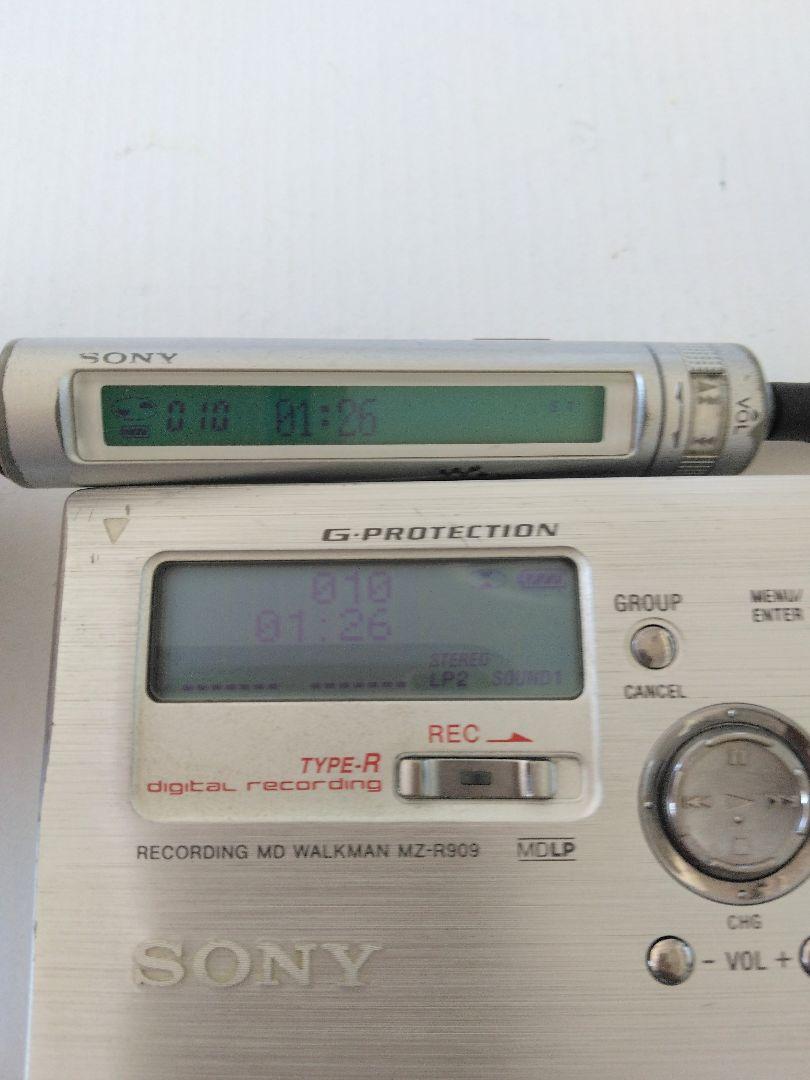 SONY
010 01:26 ST
VOL
G-PROTECTION
010
01:26
STEREO
LP2 SOUND1
GROUP
MENU/
ENTER
CANCEL
REC
TYPE-R
digital recording
RECORDING MD WALKMAN MZ-R909 MDLP
CHG
- VOL +
SONY